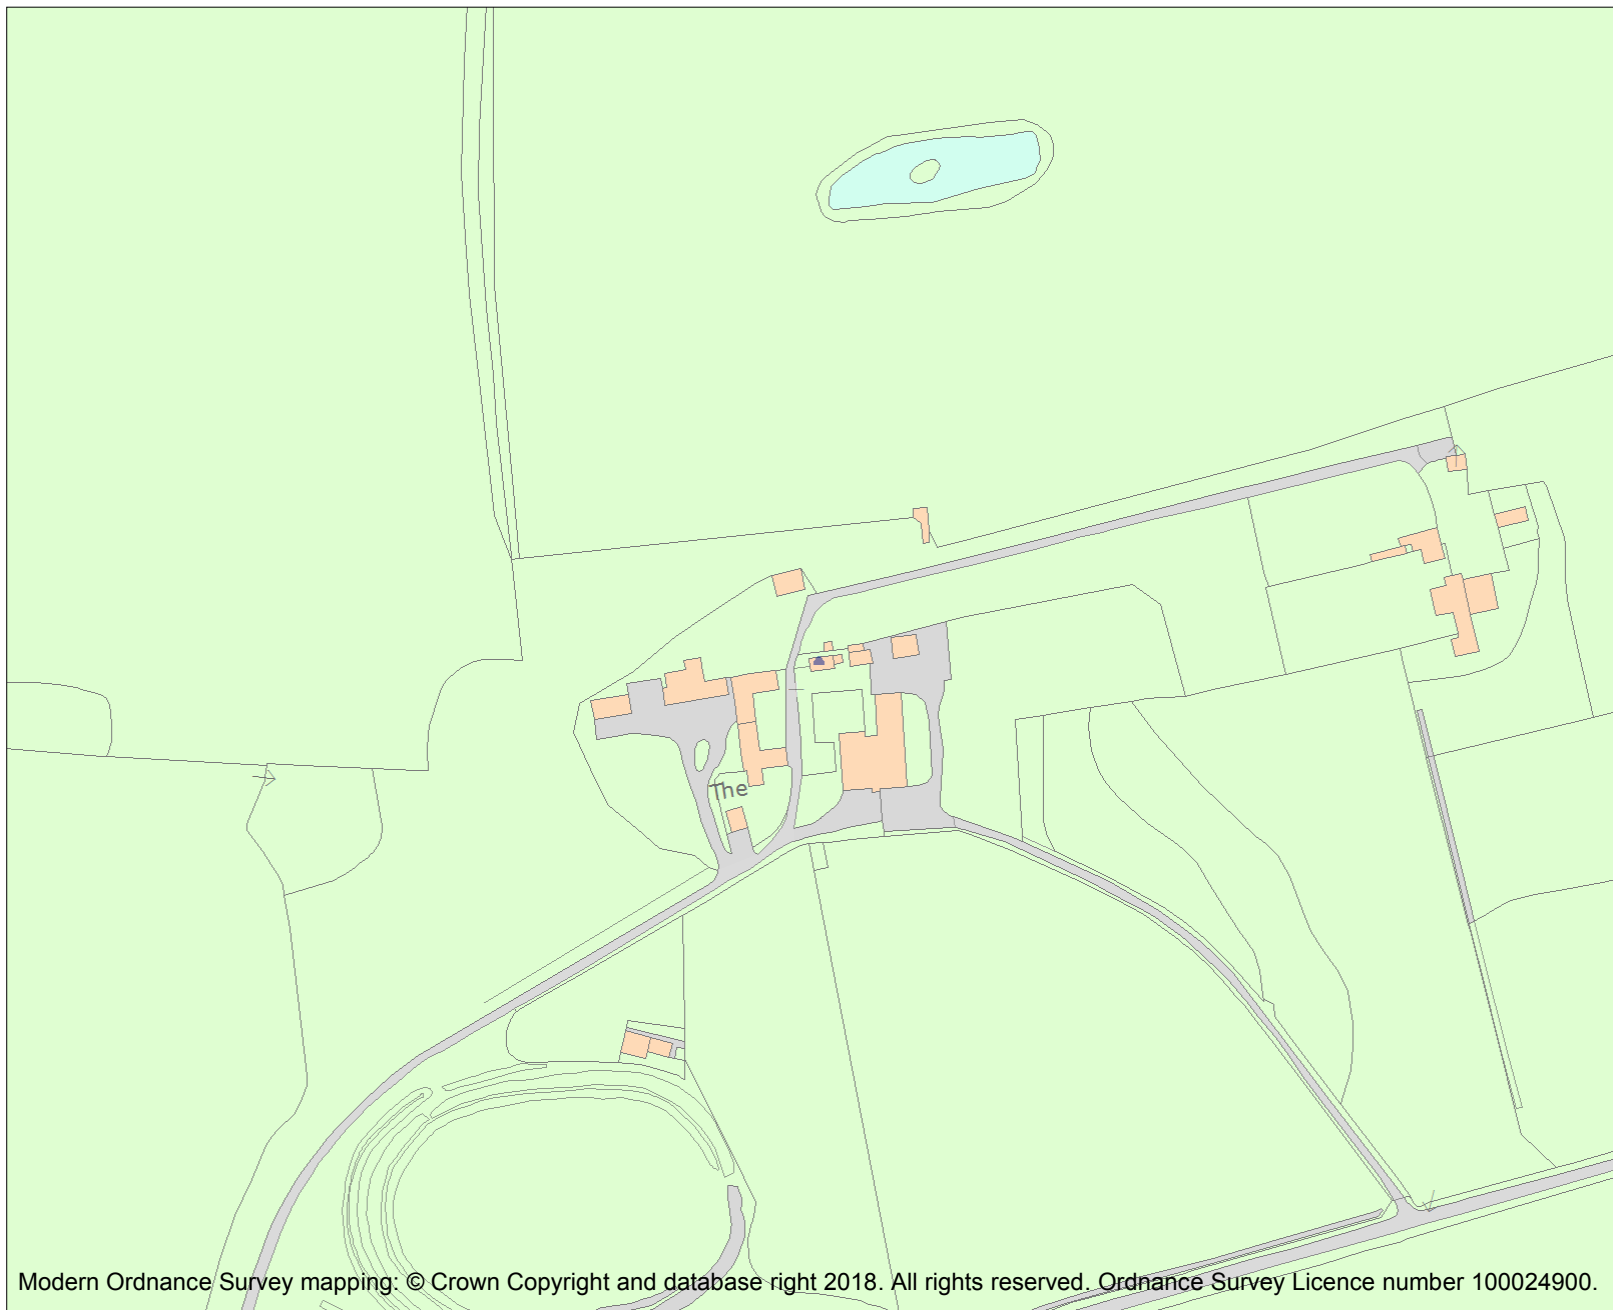 The
Modern Ordnance Survey mapping: © Crown Copyright and database right 2018. All rights reserved. Ordnance Survey Licence number 100024900.